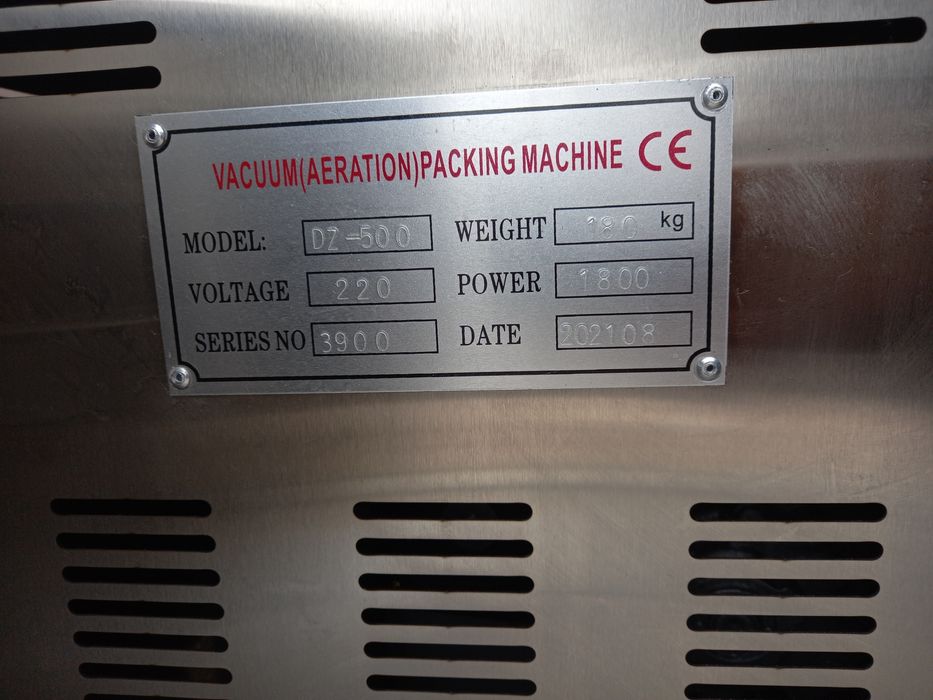 VACUUM(AERATION)PACKING MACHINE CE
MODEL: DZ-500 WEIGHT 180 kg
VOLTAGE 220 POWER 1800
SERIES NO 3900 DATE 202108